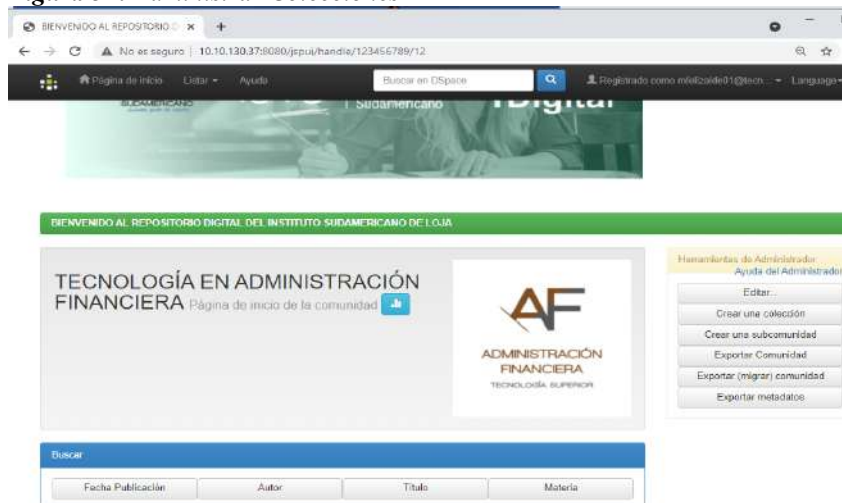 BIENVENIDO AL REPOSITORIO D
No es seguro | 10.10.130.37:8080/jspui/handle/123456789/12
Página de inicio Listar Ayuda Buscar en DSpace Registrado como Language
SUDAMERICANO Sudamericano Digital
BIENVENIDO AL REPOSITORIO DIGITAL DEL INSTITUTO SUDAMERICANO DE LOJA
TECNOLOGÍA EN ADMINISTRACIÓN
FINANCIERA Página de inicio de la comunidad
AF
ADMINISTRACIÓN
FINANCIERA
TECNOLOGÍA SUPERIOR
Herramientas de Administrador
Ayuda del Administrador
Editar...
Crear una colección
Crear una subcomunidad
Exportar Comunidad
Exportar (migrar) comunidad
Exportar metadatos
Buscar
Fecha Publicación Autor Título Materia